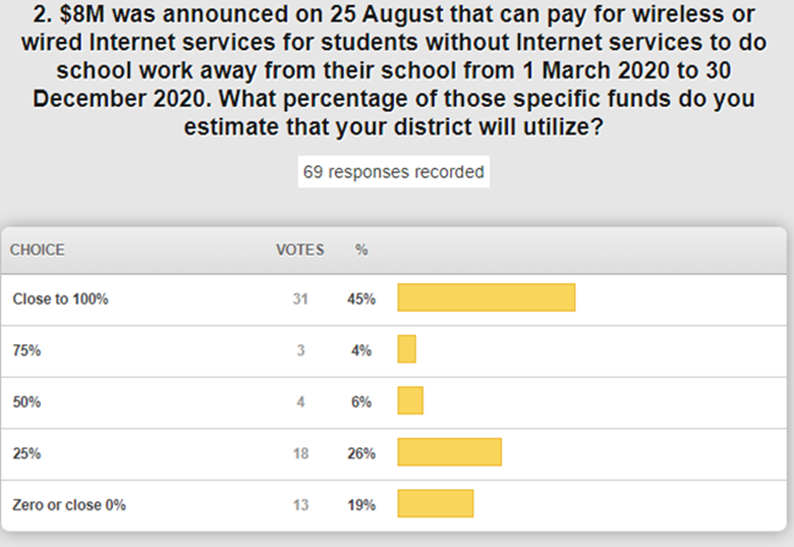 2. $8M was announced on 25 August that can pay for wireless or
wired Internet services for students without Internet services to do
school work away from their school from 1 March 2020 to 30
December 2020. What percentage of those specific funds do you
estimate that your district will utilize?
69 responses recorded
CHOICE VOTES %
Close to 100% 31 45%
75% 3 4%
50% 4 6%
25% 18 26%
Zero or close 0% 13 19%